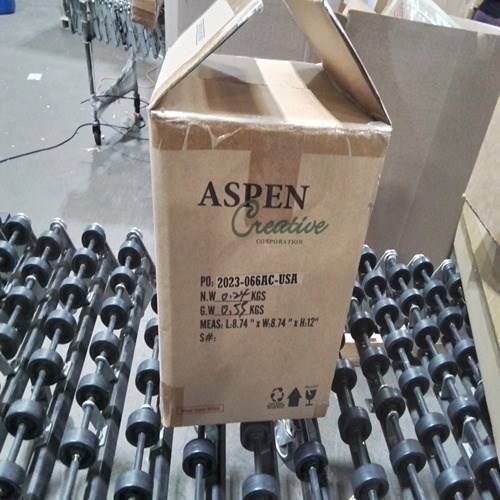 ASPEN
Creative
CORPORATION
PO: 2023-066AC-USA
N.W 0.24 KGS
G.W 0.55 KGS
MEAS: L:8.74 " x W:8.74 " x H:12"
S#: